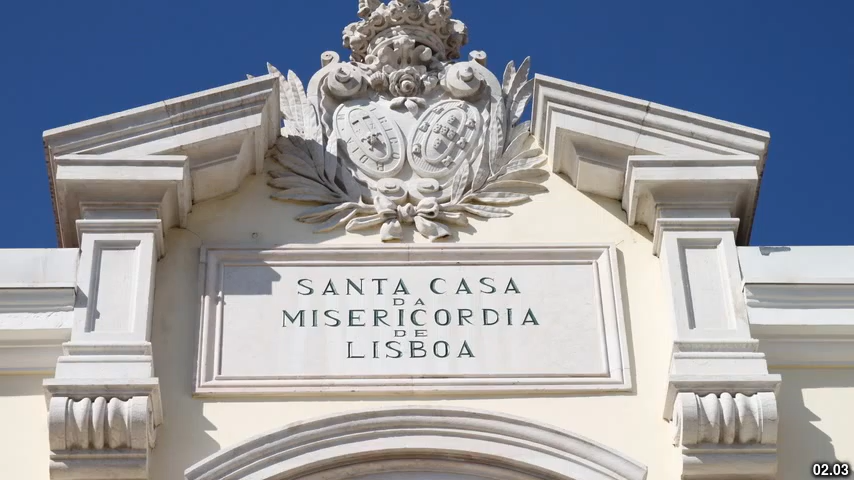 SANTA CASA
DA
MISERICORDIA
DE
LISBOA
02.03